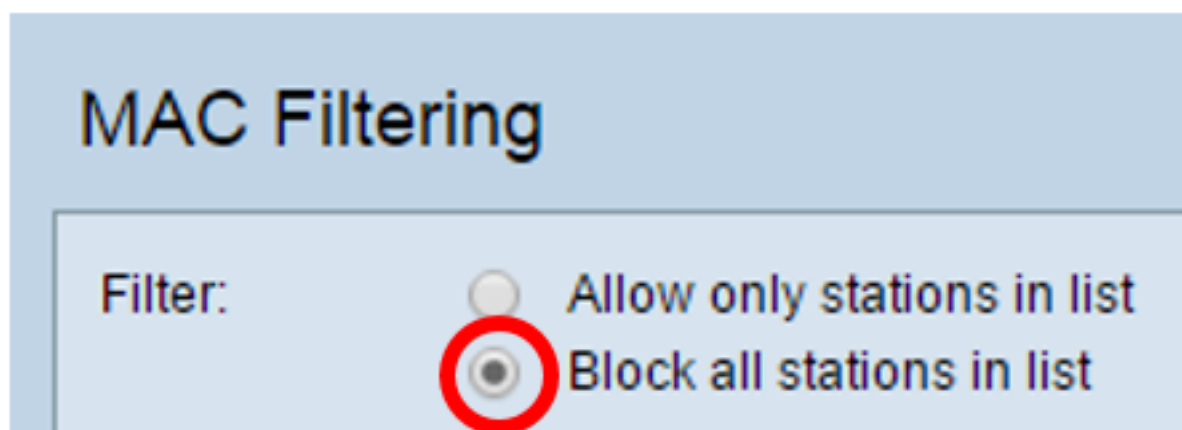 MAC Filtering
Filter:
Allow only stations in list
Block all stations in list